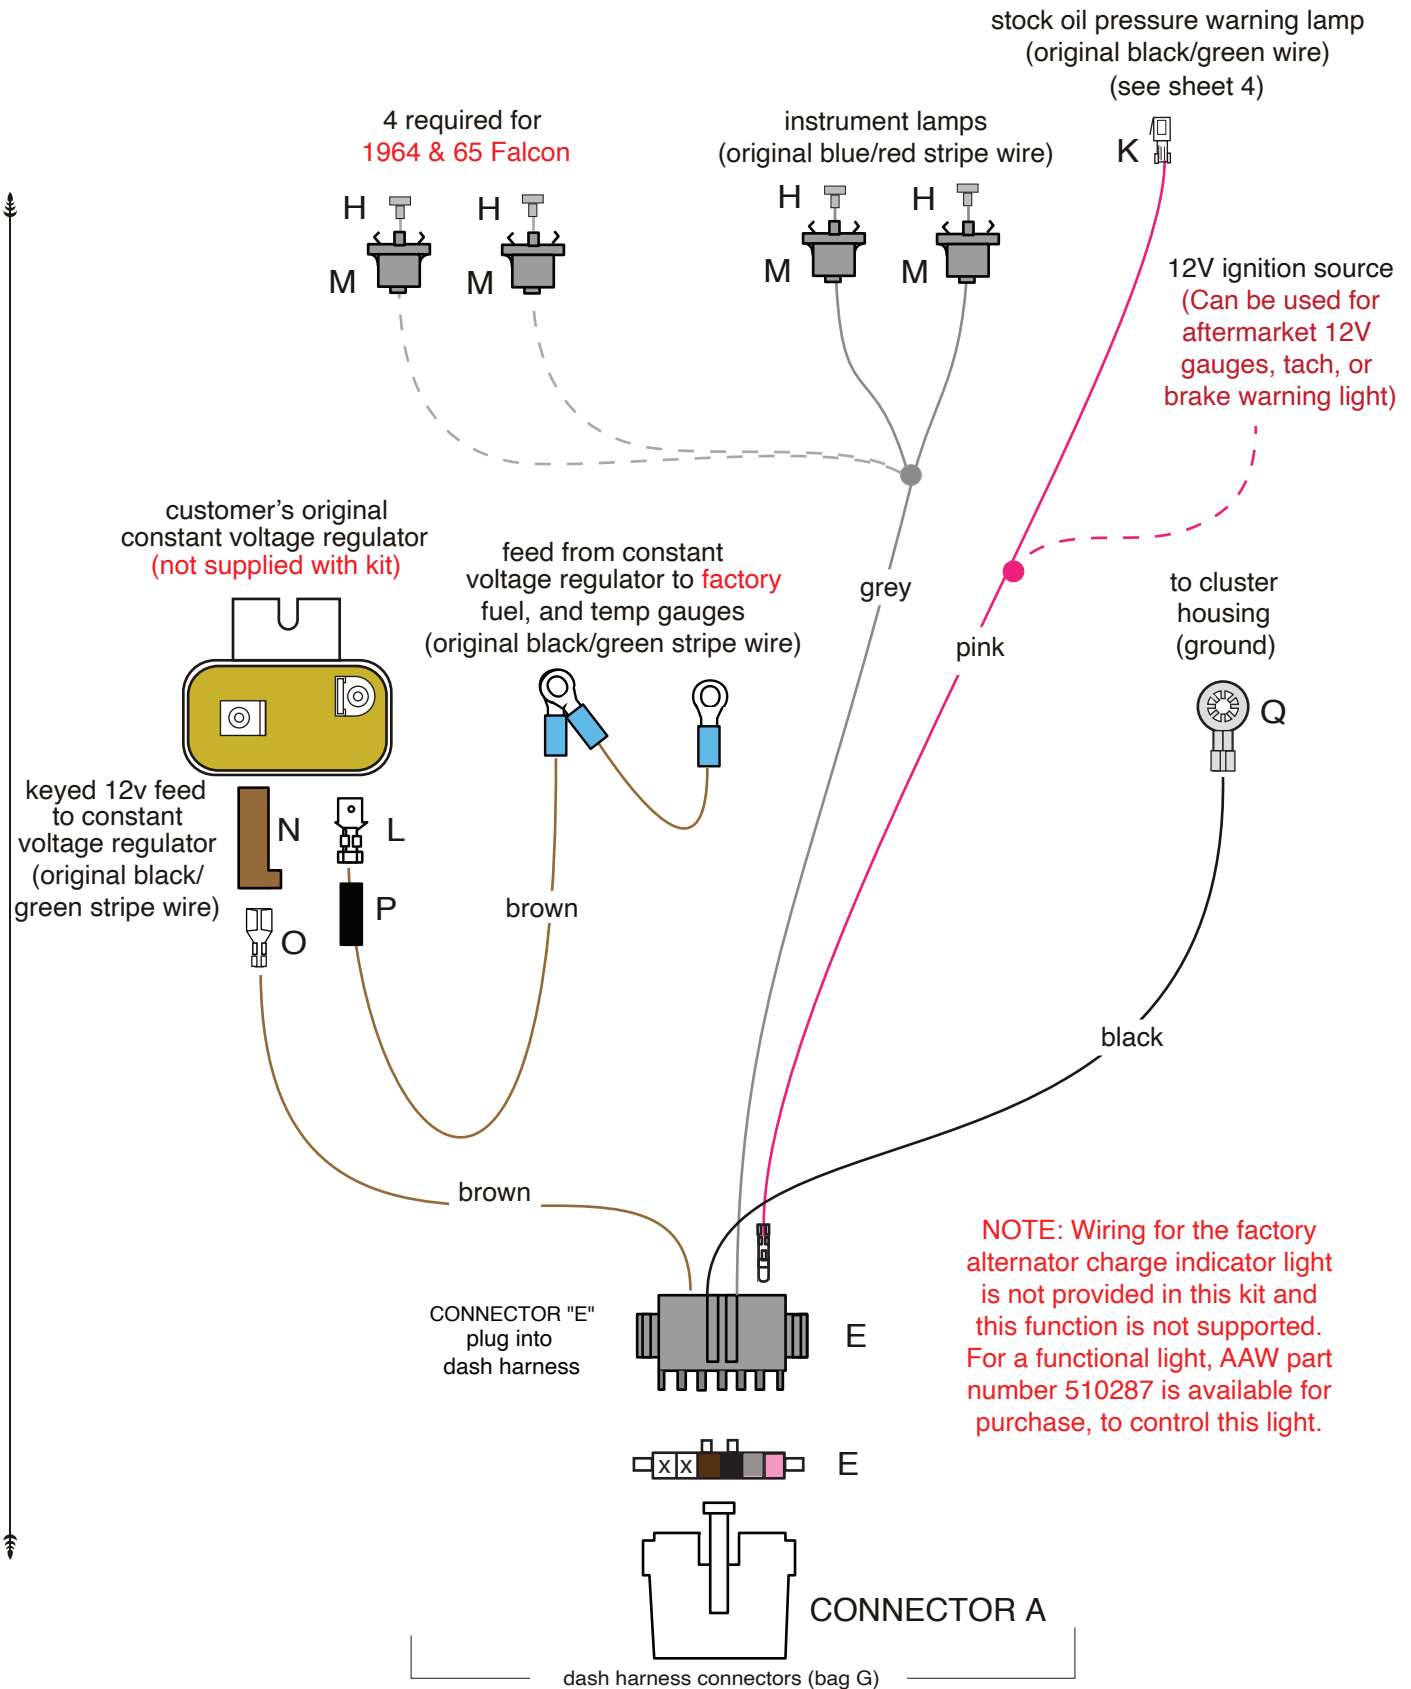 stock oil pressure warning lamp
(original black/green wire)
(see sheet 4)
K
4 required for
1964 & 65 Falcon
instrument lamps
(original blue/red stripe wire)
H
H
H
H
M
M
M
M
12V ignition source
(Can be used for
aftermarket 12V
gauges, tach, or
brake warning light)
customer's original
constant voltage regulator
(not supplied with kit)
feed from constant
voltage regulator to factory
fuel, and temp gauges
(original black/green stripe wire)
grey
pink
to cluster
housing
(ground)
Q
keyed 12v feed
to constant
voltage regulator
(original black/
green stripe wire)
N
L
P
O
brown
black
brown
NOTE: Wiring for the factory
alternator charge indicator light
is not provided in this kit and
this function is not supported.
For a functional light, AAW part
number 510287 is available for
purchase, to control this light.
CONNECTOR "E"
plug into
dash harness
E
x x
E
CONNECTOR A
dash harness connectors (bag G)